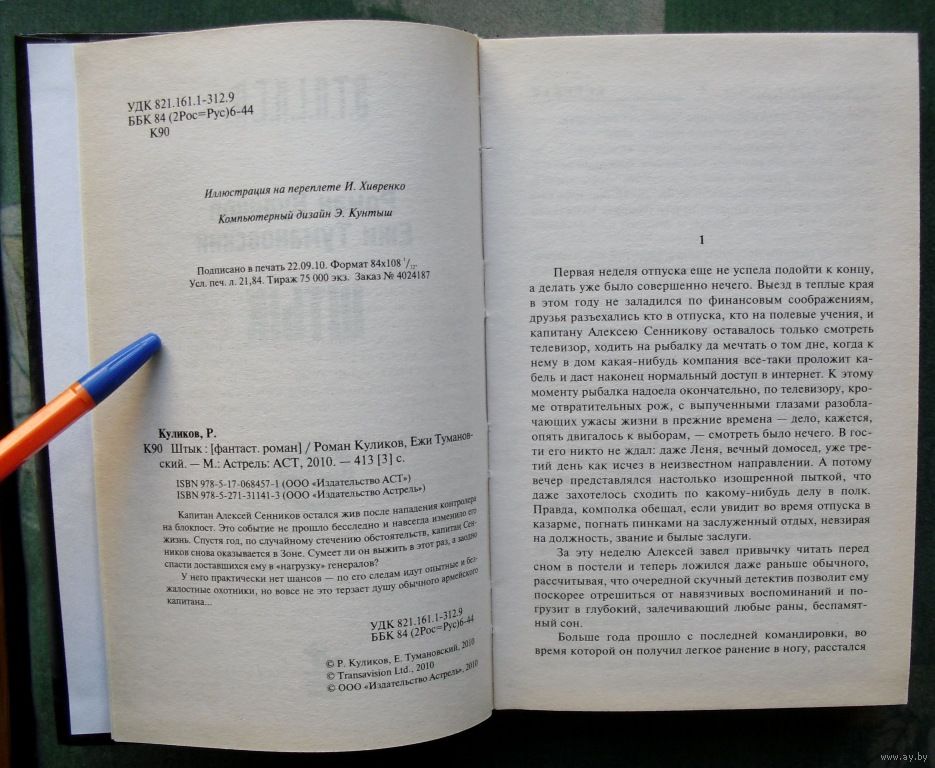 УДК 821.161.1-312.9
ББК 84 (2Рос=Рус)6-44
К90
Иллюстрация на переплете И. Хивренко
Компьютерный дизайн Э. Кунтыш
Подписано в печать 22.09.10. Формат 84x108 1/32.
Усл. печ. л. 21,84. Тираж 75 000 экз. Заказ № 4024187
Куликов, Р.
К90 Штык : [фантаст. роман] / Роман Куликов, Ежи Туманов-
ский. — М.: Астрель: АСТ, 2010. — 413 [3] с.
ISBN 978-5-17-068457-1 (ООО «Издательство АСТ»)
ISBN 978-5-271-31141-3 (ООО «Издательство Астрель»)
Капитан Алексей Сенников остался жив после нападения контролера
на блокпост. Это событие не прошло бесследно и навсегда изменило его
жизнь. Спустя год, по случайному стечению обстоятельств, капитан Сен-
ников снова оказывается в Зоне. Сумеет ли он выжить в этот раз, а заодно
спасти доставшихся ему в «нагрузку» генералов?
У него практически нет шансов — по его следам идут опытные и без-
жалостные охотники, но вовсе не это терзает душу обычного армейского
капитана...
УДК 821.161.1-312.9
ББК 84 (2Рос=Рус)6-44
© Р. Куликов, Е. Тумановский, 2010
© Transavision Ltd., 2010
© ООО «Издательство Астрель», 2010
1
Первая неделя отпуска еще не успела подойти к концу,
а делать уже было совершенно нечего. Выезд в теплые края
в этом году не заладился по финансовым соображениям,
друзья разъехались кто в отпуска, кто на полевые учения, и
капитану Алексею Сенникову оставалось только смотреть
телевизор, ходить на рыбалку да мечтать о том дне, когда к
нему в дом какая-нибудь компания все-таки проложит ка-
бель и даст наконец нормальный доступ в интернет. К этому
моменту рыбалка надоела окончательно, по телевизору, кро-
ме отвратительных рож, с выпученными глазами разобла-
чающих ужасы жизни в прежние времена — дело, кажется,
опять двигалось к выборам, — смотреть было нечего. В гос-
ти его никто не ждал: даже Леня, вечный домосед, уже тре-
тий день как исчез в неизвестном направлении. А потому
вечер представлялся настолько изощренной пыткой, что
даже захотелось сходить по какому-нибудь делу в полк.
Правда, комполка обещал, если увидит во время отпуска в
казарме, погнать пинками на заслуженный отдых, невзирая
на должность, звание и былые заслуги.
За эту неделю Алексей завел привычку читать перед
сном в постели и теперь ложился даже раньше обычного,
рассчитывая, что очередной скучный детектив позволит ему
поскорее отрешиться от навязчивых воспоминаний и по-
грузит в глубокий, залечивающий любые раны, беспамят-
ный сон.
Больше года прошло с последней командировки, во
время которой он получил легкое ранение в ногу, расстался
www.ay.by